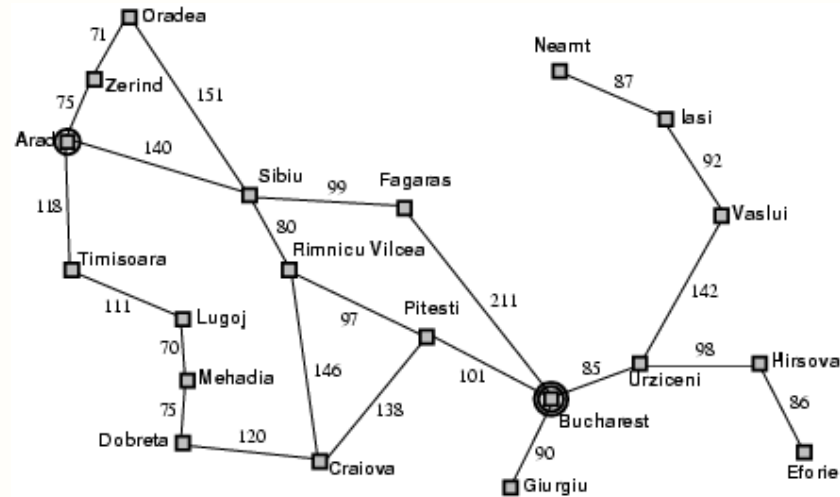 Oradea
71
Neamt
Zerind
87
75
151
Iasi
Arad
140
92
Sibiu
99
Fagaras
118
80
Vaslui
Timisoara
Rimnicu Vilcea
111
Lugoj
Pitesti
211
142
97
70
Mehadia
146
101
85
98
Hirsova
Urziceni
75
138
86
Bucharest
Dobreta
120
Craiova
90
Eforie
Giurgiu